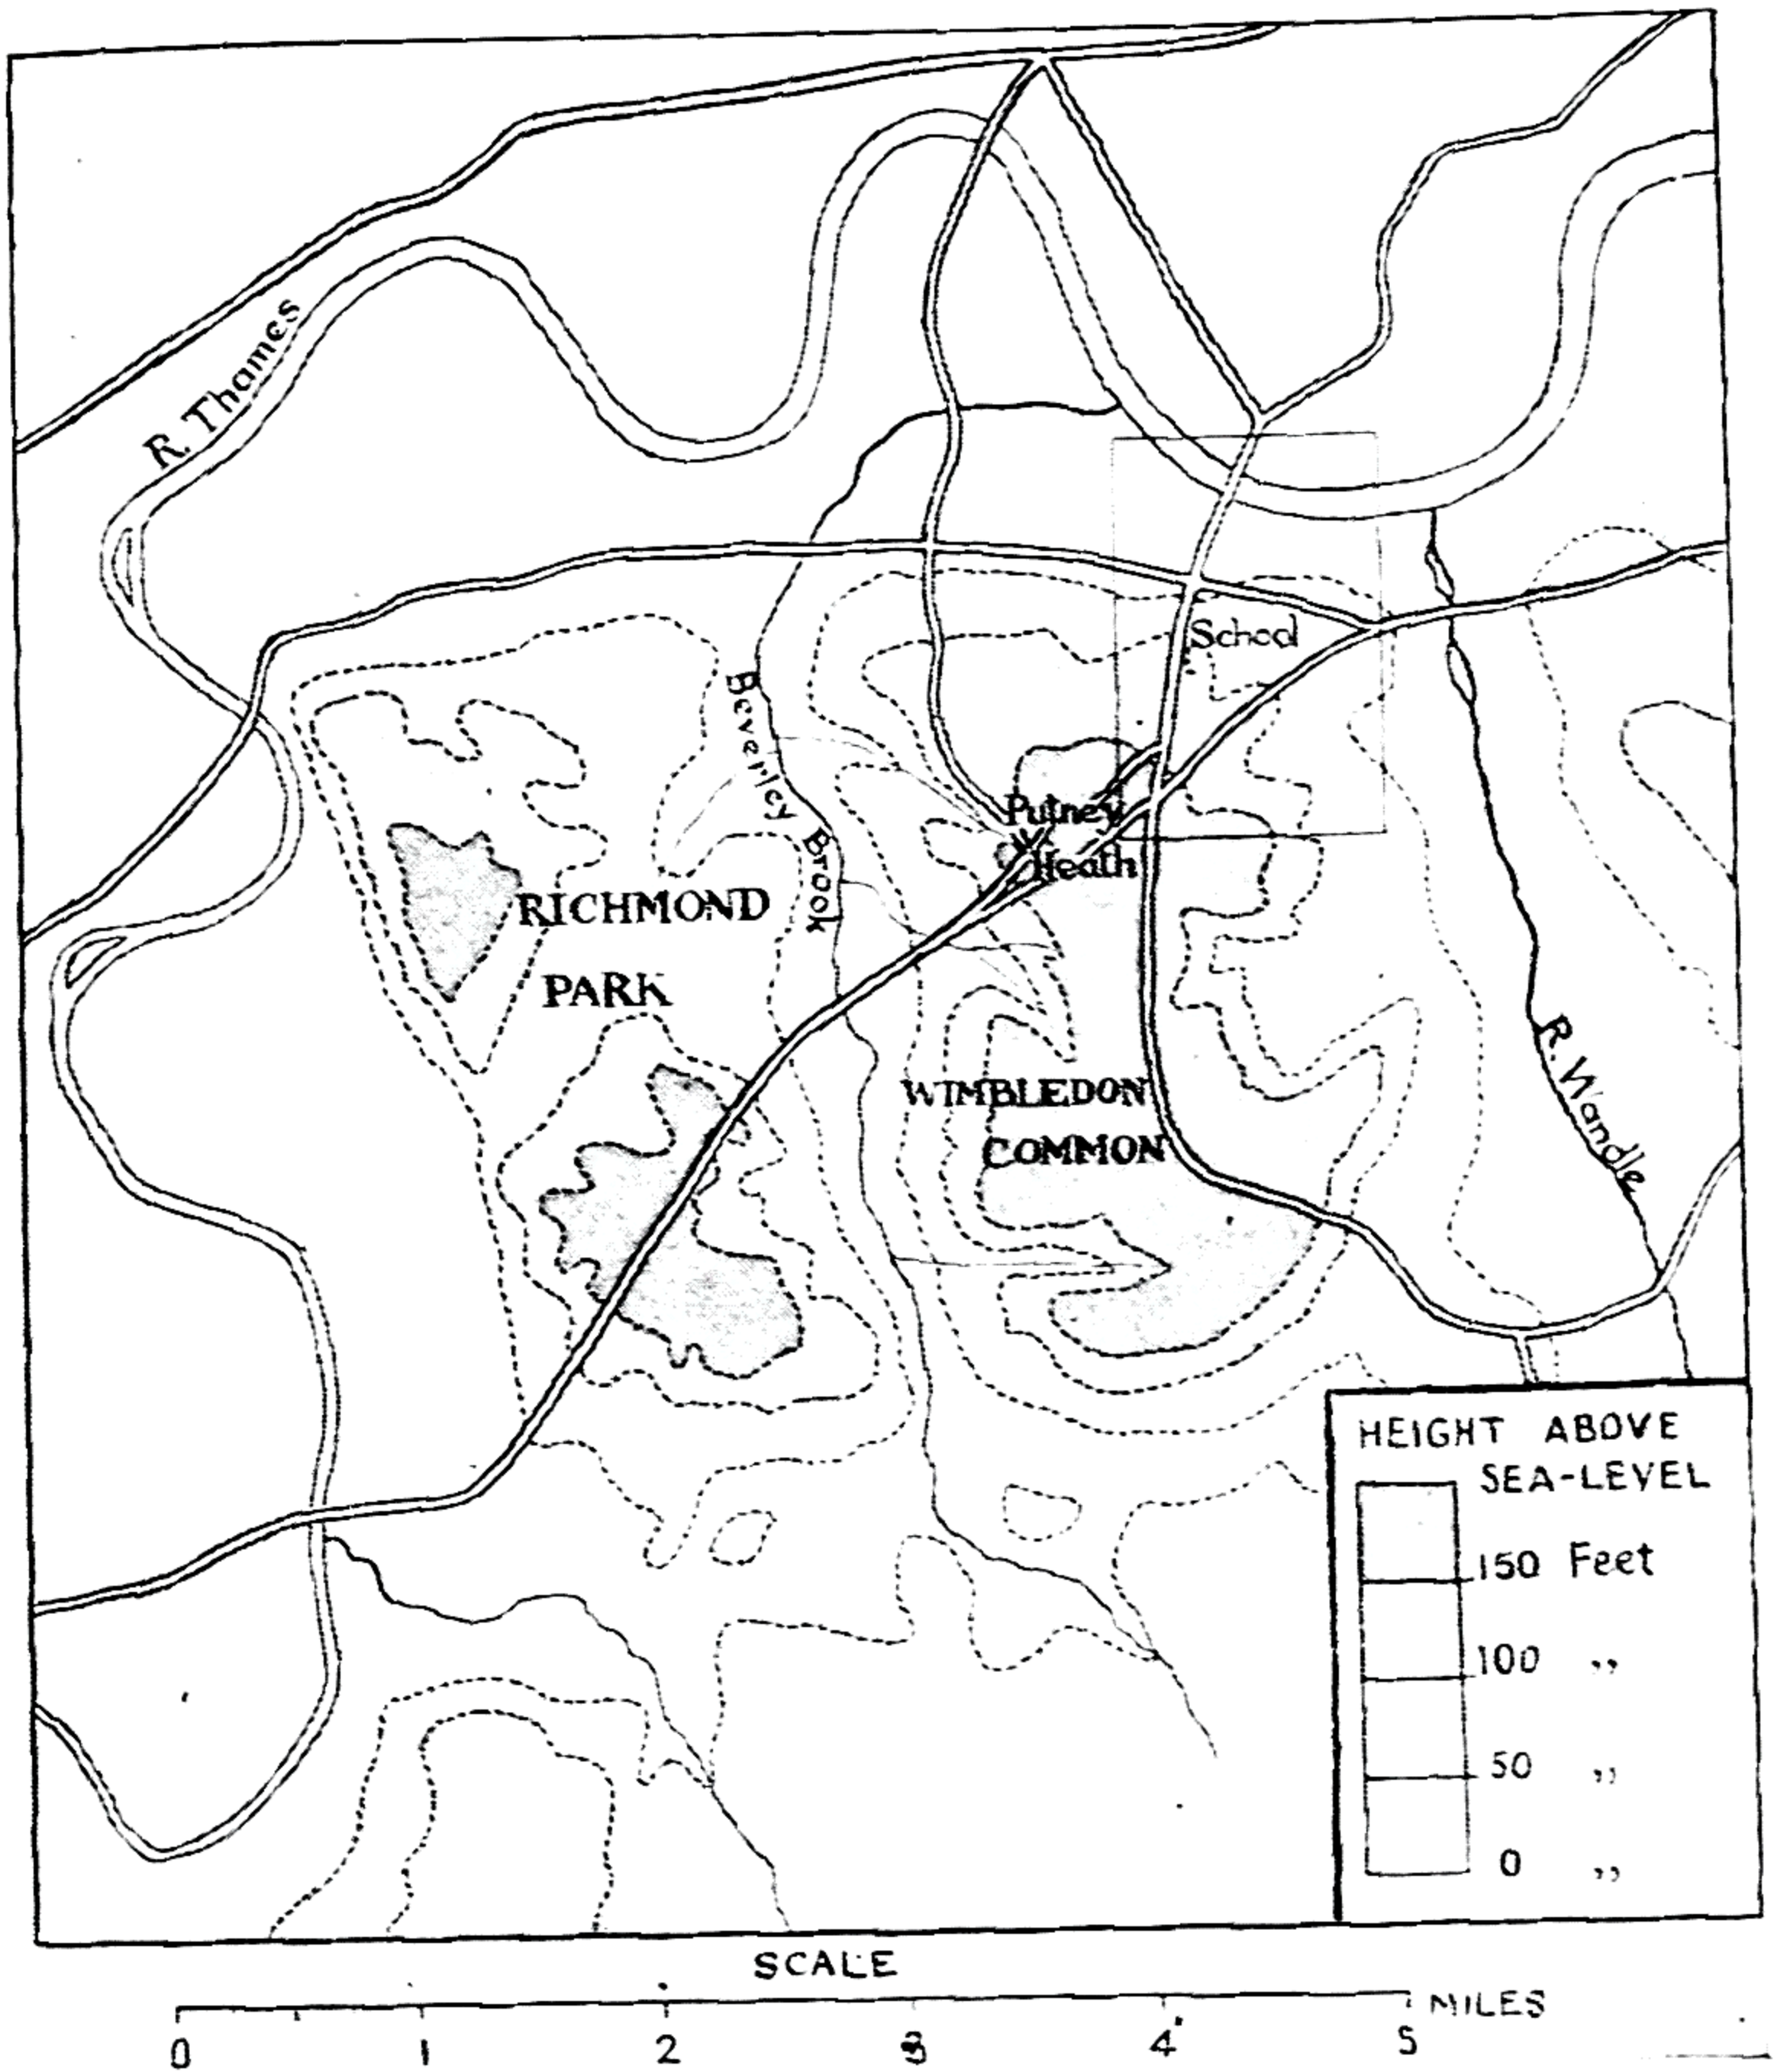 R. Thames
School
Beverley Brook
Putney
Heath
RICHMOND
PARK
WIMBLEDON
COMMON
R. Wandle
HEIGHT ABOVE
SEA-LEVEL
150 Feet
100 ,,
50 ,,
0 ,,
SCALE
MILES
0 1 2 3 4 5